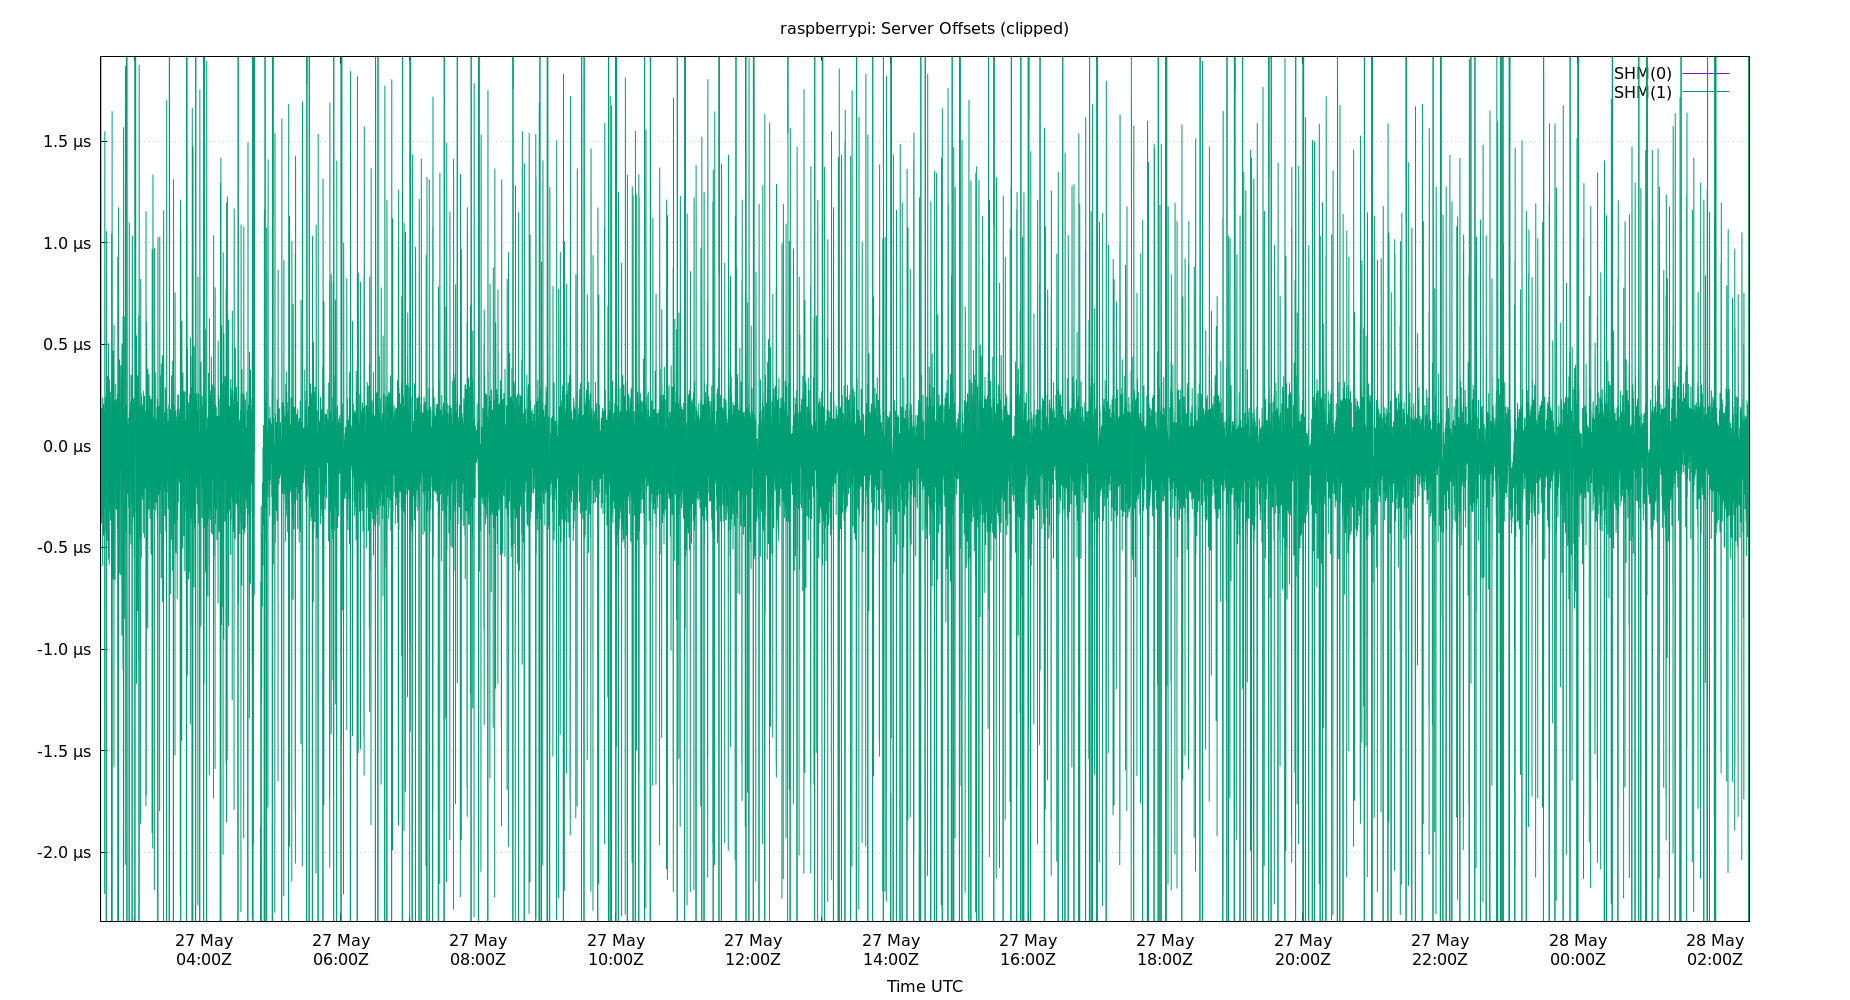 raspberrypi: Server Offsets (clipped)
SHM(0)
SHM(1)
1.5 µs
1.0 µs
0.5 µs
0.0 µs
-0.5 µs
-1.0 µs
-1.5 µs
-2.0 µs
27 May 27 May 27 May 27 May 27 May 27 May 27 May 27 May 27 May 27 May 28 May 28 May
04:00Z 06:00Z 08:00Z 10:00Z 12:00Z 14:00Z 16:00Z 18:00Z 20:00Z 22:00Z 00:00Z 02:00Z
Time UTC